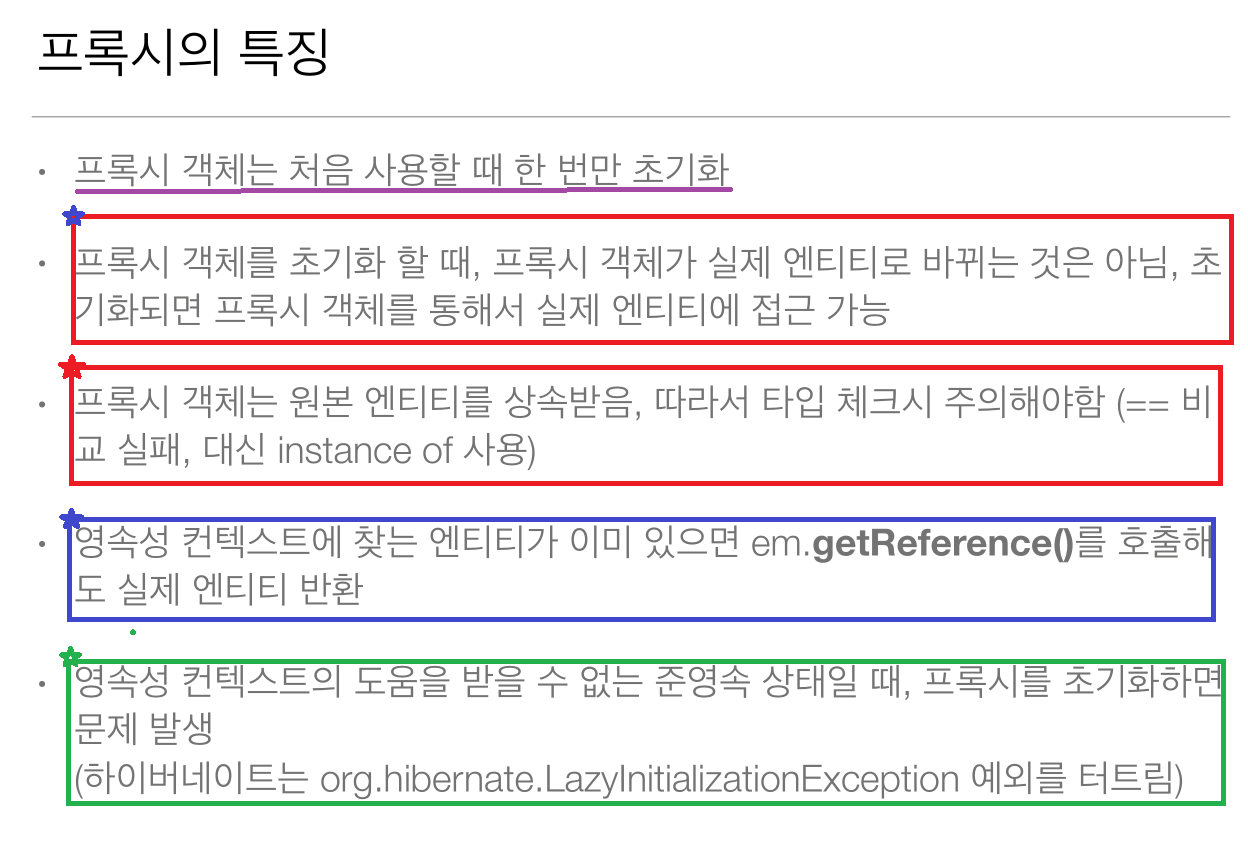 프록시의 특징
• 프록시 객체는 처음 사용할 때 한 번만 초기화
• 프록시 객체를 초기화 할 때, 프록시 객체가 실제 엔티티로 바뀌는 것은 아님, 초
기화되면 프록시 객체를 통해서 실제 엔티티에 접근 가능
• 프록시 객체는 원본 엔티티를 상속받음, 따라서 타입 체크시 주의해야함 (== 비
교 실패, 대신 instance of 사용)
• 영속성 컨텍스트에 찾는 엔티티가 이미 있으면 em.getReference()를 호출해
도 실제 엔티티 반환
• 영속성 컨텍스트의 도움을 받을 수 없는 준영속 상태일 때, 프록시를 초기화하면
문제 발생
(하이버네이트는 org.hibernate.LazyInitializationException 예외를 터트림)